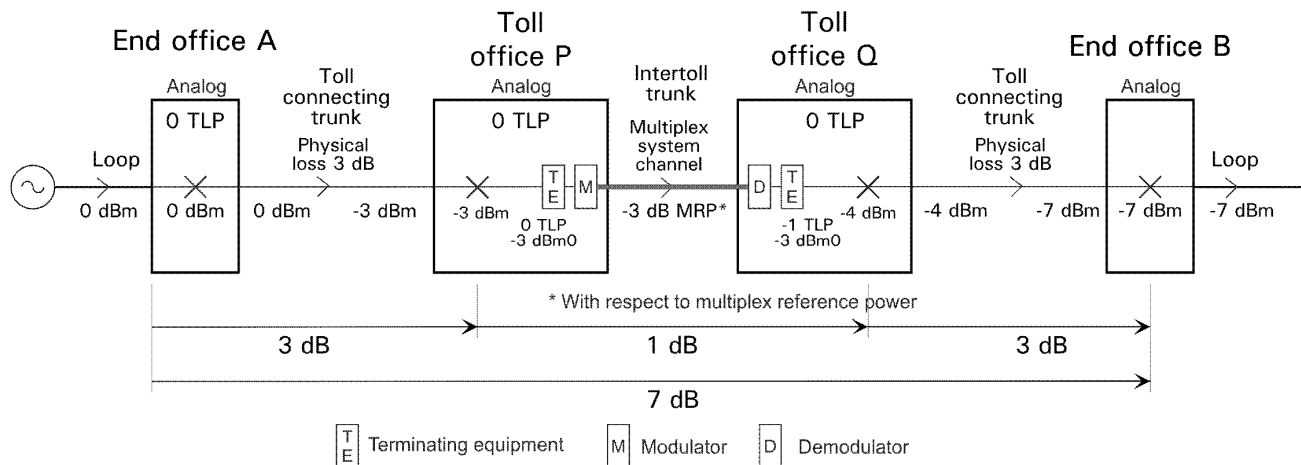 End office A
Toll
office P
Toll
office Q
End office B
Analog
Toll
connecting
trunk
Analog
Intertoll
trunk
Analog
Toll
connecting
trunk
Analog
0 TLP
0 TLP
0 TLP
Loop
Physical
loss 3 dB
Multiplex
system
channel
Physical
loss 3 dB
Loop
T
E
M
D
T
E
0 dBm
0 dBm
0 dBm
-3 dBm
-3 dBm
0 TLP
-3 dBm0
-3 dB MRP*
-1 TLP
-3 dBm0
-4 dBm
-4 dBm
-7 dBm
-7 dBm
-7 dBm
* With respect to multiplex reference power
3 dB
1 dB
3 dB
7 dB
T
E
Terminating equipment
M
Modulator
D
Demodulator